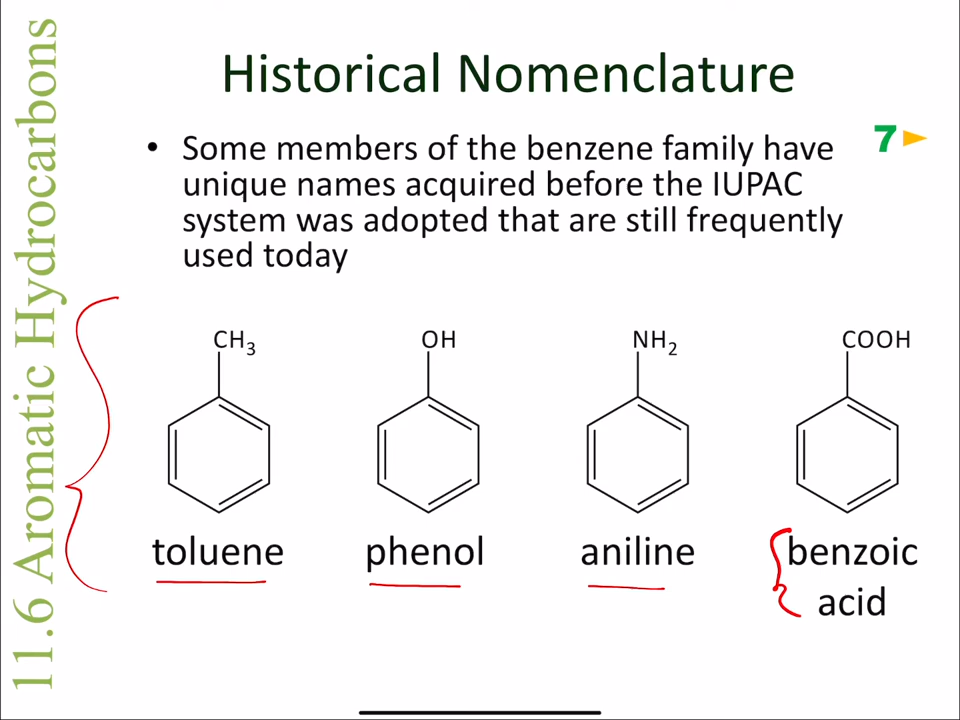 11.6 Aromatic Hydrocarbons
Historical Nomenclature
7
• Some members of the benzene family have
unique names acquired before the IUPAC
system was adopted that are still frequently
used today
CH3 OH NH2 COOH
toluene phenol aniline benzoic
acid